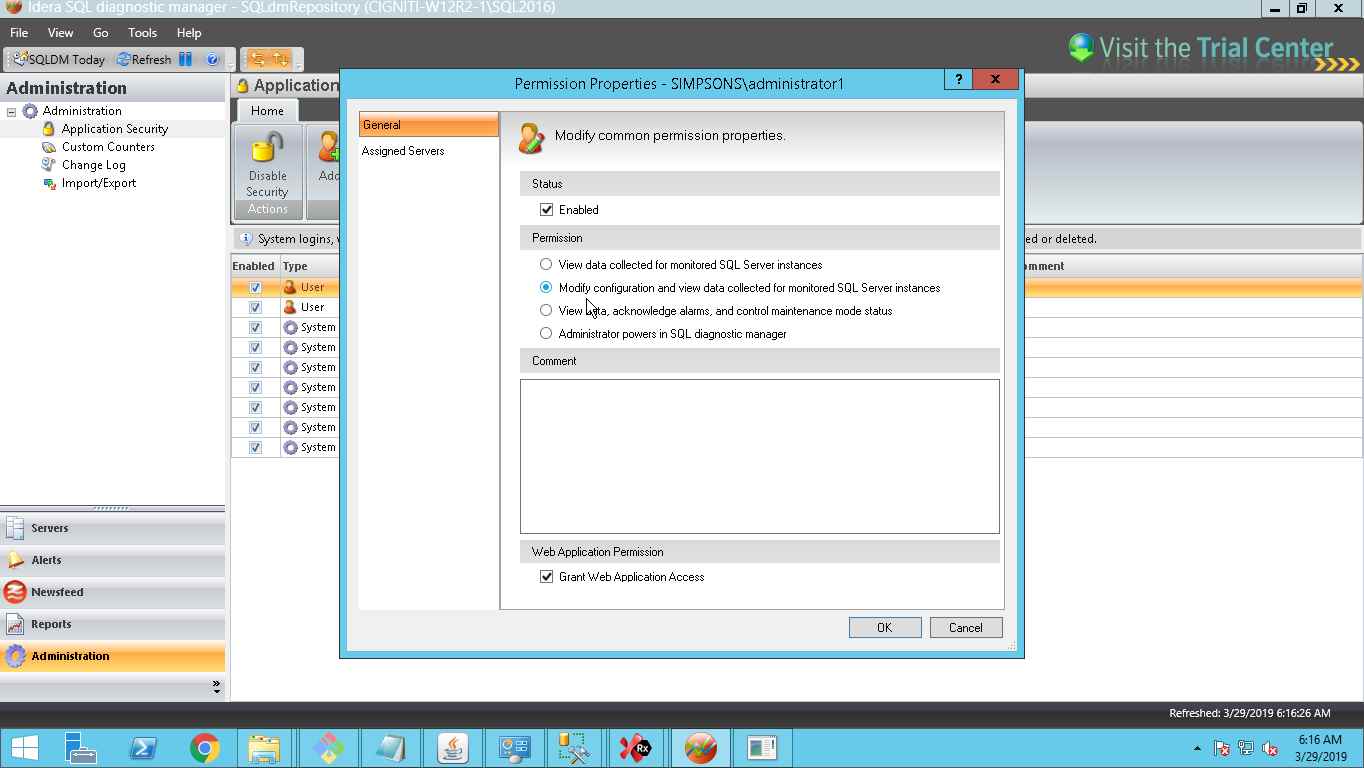 Idera SQL diagnostic manager - SQLdmRepository (CIGNITI-W12R2-1\SQL2016)
File View Go Tools Help
SQLDM Today Refresh
Visit the Trial Center
Administration
Administration
Application Security
Custom Counters
Change Log
Import/Export
Application
Home
Disable
Security
Actions
Add
System logins,
ed or deleted.
Enabled Type
User
User
System
System
System
System
System
System
System
Permission Properties - SIMPSONS\administrator1
?
General
Assigned Servers
Modify common permission properties.
Status
Enabled
Permission
View data collected for monitored SQL Server instances
Modify configuration and view data collected for monitored SQL Server instances
View data, acknowledge alarms, and control maintenance mode status
Administrator powers in SQL diagnostic manager
Comment
Web Application Permission
Grant Web Application Access
OK Cancel
Servers
Alerts
Newsfeed
Reports
Administration
Refreshed: 3/29/2019 6:16:26 AM
Rx
6:16 AM
3/29/2019